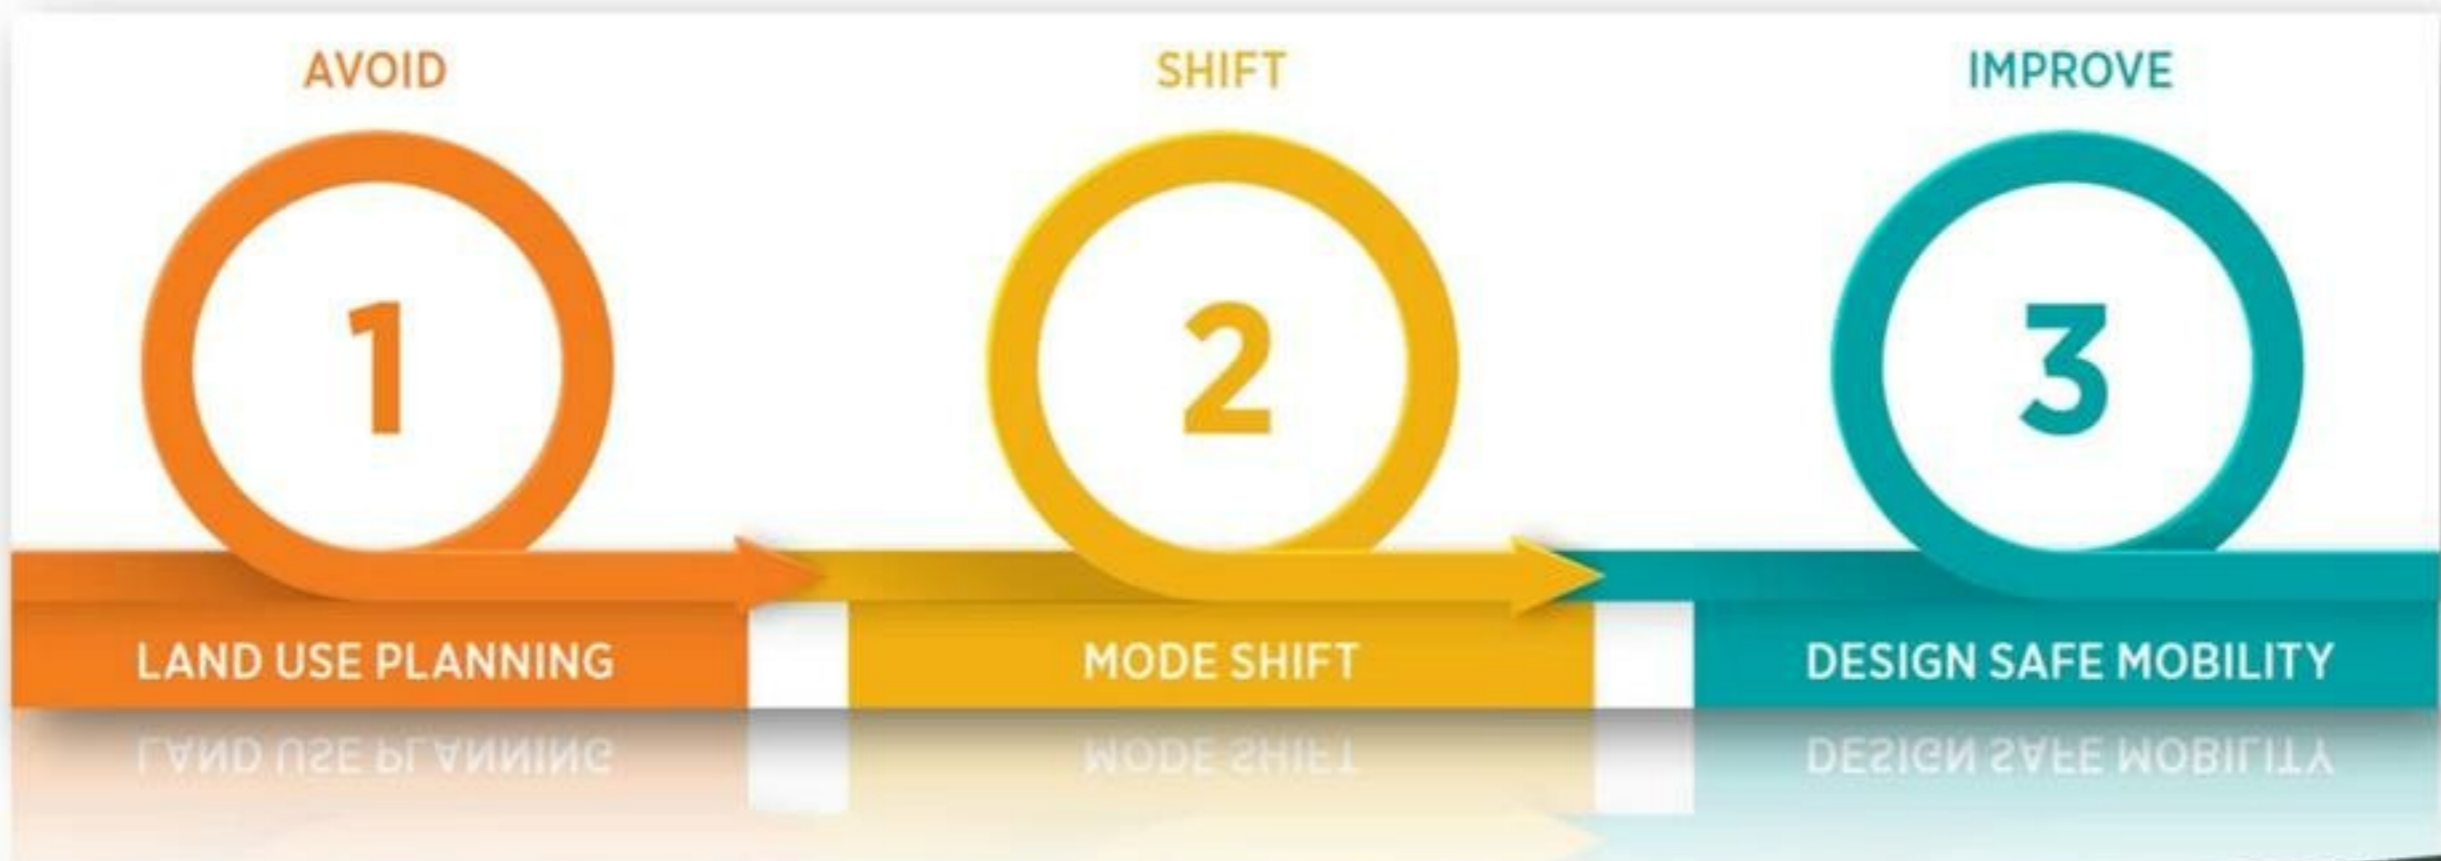 AVOID
SHIFT
IMPROVE
1
2
3
LAND USE PLANNING
MODE SHIFT
DESIGN SAFE MOBILITY